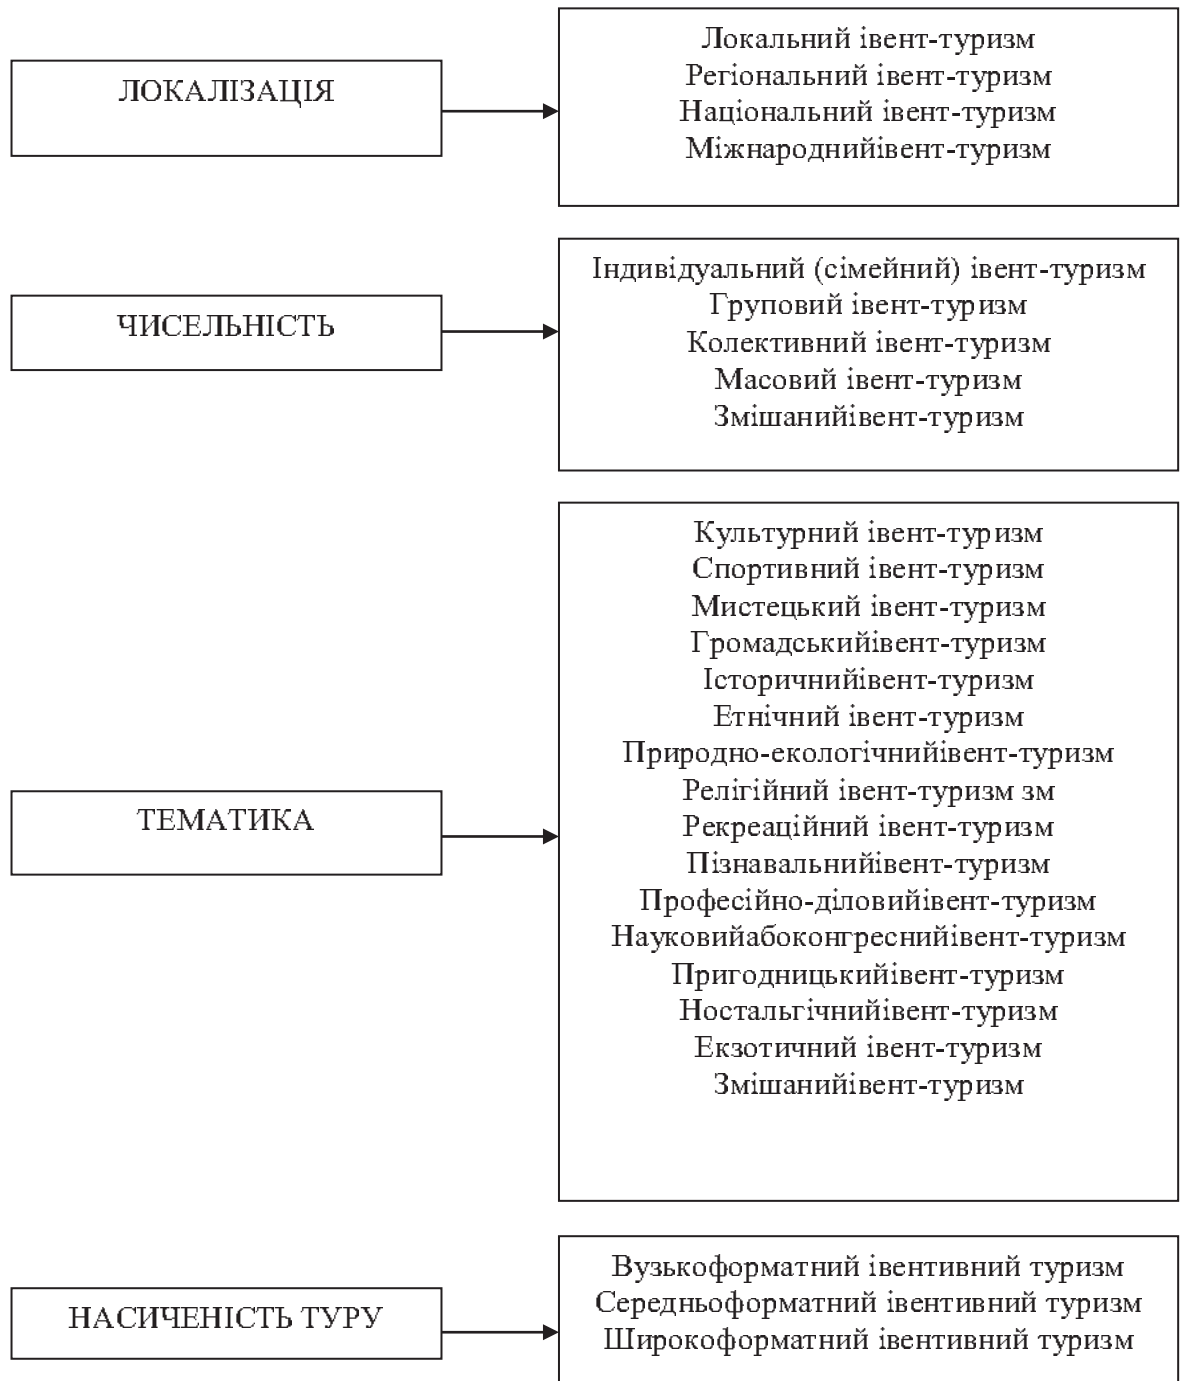 ЛОКАЛІЗАЦІЯ
Локальний івент-туризм
Регіональний івент-туризм
Національний івент-туризм
Міжнароднийівент-туризм
ЧИСЕЛЬНІСТЬ
Індивідуальний (сімейний) івент-туризм
Груповий івент-туризм
Колективний івент-туризм
Масовий івент-туризм
Змішанийівент-туризм
ТЕМАТИКА
Культурний івент-туризм
Спортивний івент-туризм
Мистецький івент-туризм
Громадськийівент-туризм
Історичнийівент-туризм
Етнічний івент-туризм
Природно-екологічнийівент-туризм
Релігійний івент-туризм зм
Рекреаційний івент-туризм
Пізнавальнийівент-туризм
Професійно-діловийівент-туризм
Науковийабоконгреснийівент-туризм
Пригодницькийівент-туризм
Ностальгічнийівент-туризм
Екзотичний івент-туризм
Змішанийівент-туризм
НАСИЧЕНІСТЬ ТУРУ
Вузькоформатний івентивний туризм
Середньоформатний івентивний туризм
Широкоформатний івентивний туризм